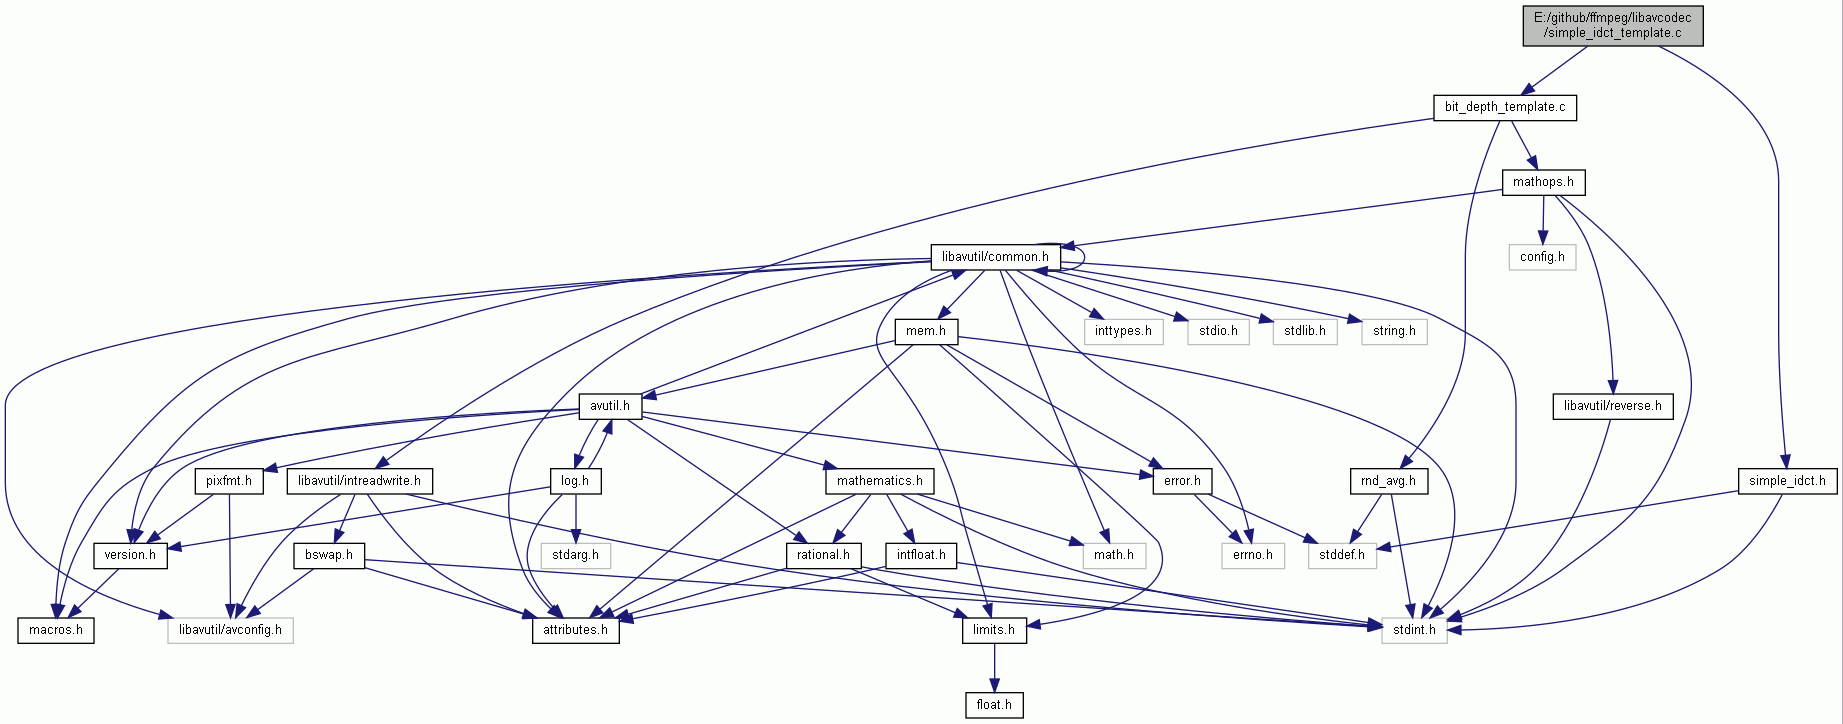 E:/github/ffmpeg/libavcodec
/simple_idct_template.c
bit_depth_template.c
mathops.h
libavutil/common.h
config.h
mem.h
inttypes.h
stdio.h
stdlib.h
string.h
avutil.h
libavutil/reverse.h
pixfmt.h
libavutil/intreadwrite.h
log.h
mathematics.h
error.h
rnd_avg.h
simple_idct.h
version.h
bswap.h
stdarg.h
rational.h
intfloat.h
math.h
errno.h
stddef.h
macros.h
libavutil/avconfig.h
attributes.h
limits.h
stdint.h
float.h